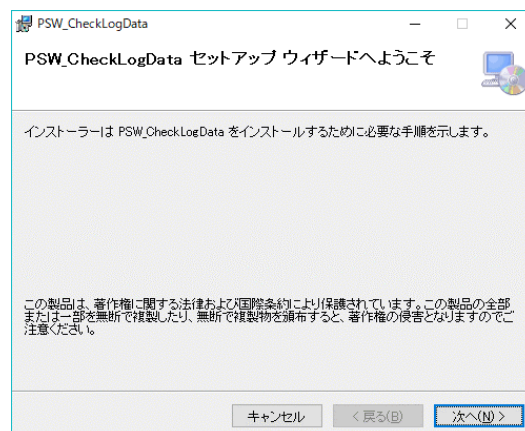 PSW_CheckLogData
PSW_CheckLogData セットアップ ウィザードへようこそ
インストーラーは PSW_CheckLogData をインストールするために必要な手順を示します。
この製品は、著作権に関する法律および国際条約により保護されています。この製品の全部
または一部を無断で複製したり、無断で複製物を頒布すると、著作権の侵害となりますのでご
注意ください。
キャンセル
< 戻る(B)
次へ(N) >